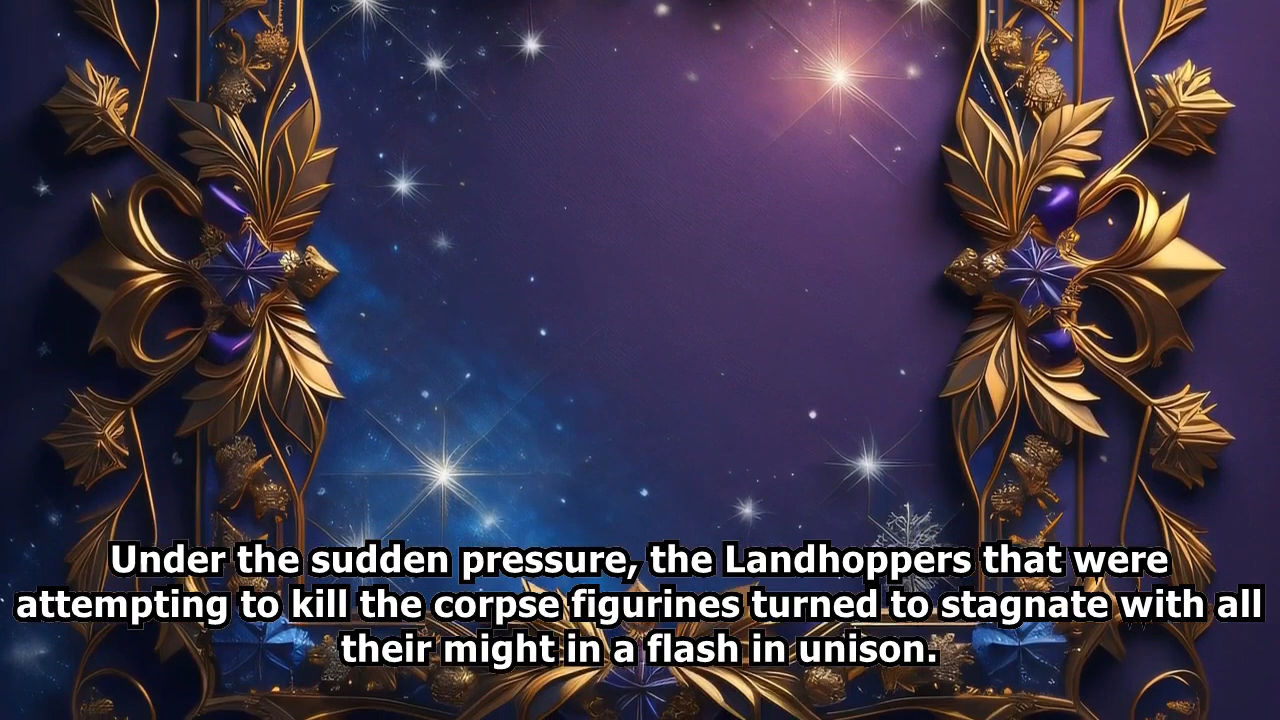 Under the sudden pressure, the Landhoppers that were
attempting to kill the corpse figurines turned to stagnate with all
their might in a flash in unison.